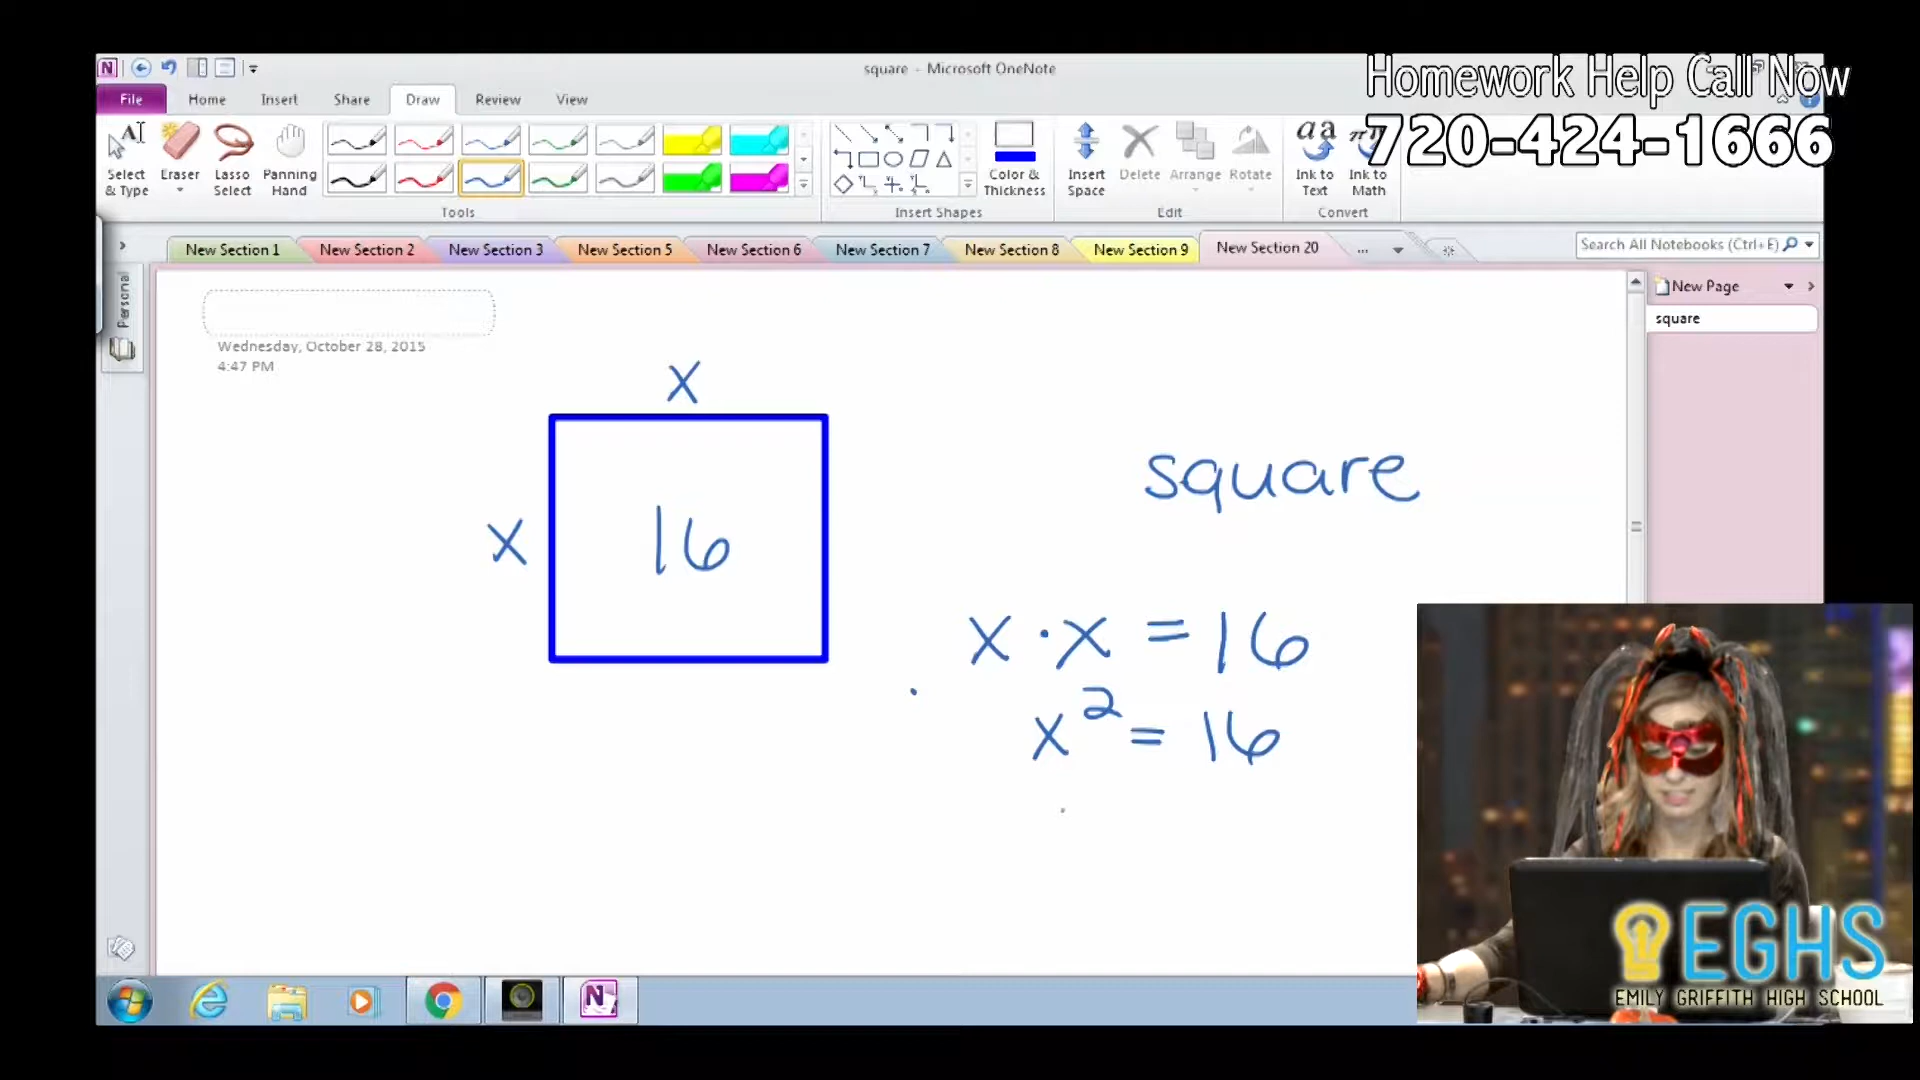 square - Microsoft OneNote
Homework Help Call Now
720-424-1666
File Home Insert Share Draw Review View
Select & Type
Eraser
Lasso Select
Panning Hand
Color & Thickness
Insert Space
Delete
Arrange
Rotate
Ink to Text
Ink to Math
Tools
Insert Shapes
Edit
Convert
New Section 1 New Section 2 New Section 3 New Section 5 New Section 6 New Section 7 New Section 8 New Section 9 New Section 20 ...
Search All Notebooks (Ctrl+E)
Personal
New Page
square
Wednesday, October 28, 2015
4:47 PM
x
x
16
square
x · x = 16
x² = 16
EGHS
EMILY GRIFFITH HIGH SCHOOL